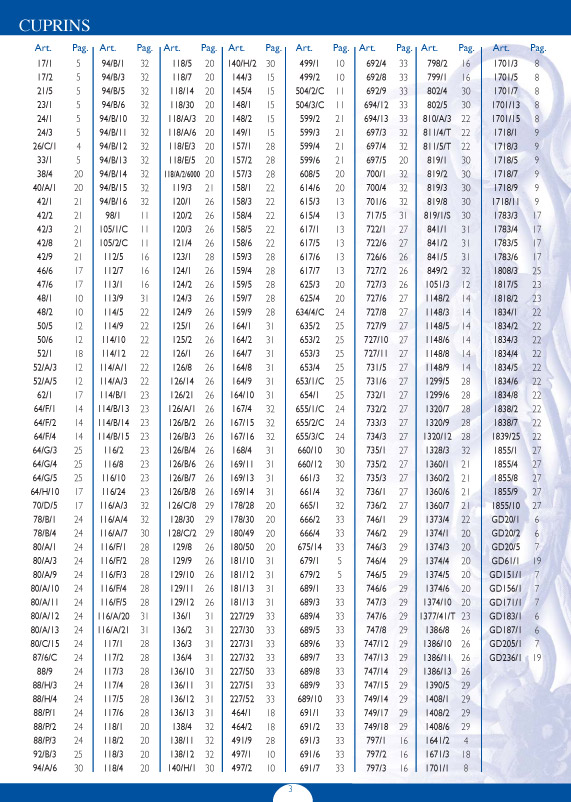 CUPRINS
Art. Pag.
17/1 5
17/2 5
21/5 5
23/1 5
24/1 5
24/3 5
26/C/1 4
33/1 5
38/4 20
40/A/1 20
42/1 21
42/2 21
42/3 21
42/8 21
42/9 21
46/6 17
47/6 17
48/1 10
48/2 10
50/5 12
50/6 12
52/1 18
52/A/3 12
52/A/5 12
62/1 17
64/F/1 14
64/F/2 14
64/F/4 14
64/G/3 25
64/G/4 25
64/G/5 25
64/H/10 17
70/D/5 17
78/B/1 24
78/B/4 24
80/A/1 24
80/A/3 24
80/A/9 24
80/A/10 24
80/A/11 24
80/A/12 24
80/A/13 24
80/C/15 24
87/6/C 24
88/9 24
88/H/3 24
88/H/4 24
88/P/1 24
88/P/2 24
88/P/3 24
92/B/3 25
94/A/6 30
Art. Pag.
94/B/1 32
94/B/3 32
94/B/5 32
94/B/6 32
94/B/10 32
94/B/11 32
94/B/12 32
94/B/13 32
94/B/14 32
94/B/15 32
94/B/16 32
98/1 11
105/1/C 11
105/2/C 11
112/5 16
112/7 16
113/1 16
113/9 31
114/5 22
114/9 22
114/10 22
114/12 22
114/A/1 22
114/A/3 22
114/B/1 23
114/B/13 23
114/B/14 23
114/B/15 23
116/2 23
116/8 23
116/10 23
116/24 23
116/A/3 32
116/A/4 32
116/A/7 30
116/F/1 28
116/F/2 28
116/F/3 28
116/F/4 28
116/F/5 28
116/A/20 31
116/A/21 31
117/1 28
117/2 28
117/3 28
117/4 28
117/5 28
117/6 28
118/1 20
118/2 20
118/3 20
118/4 20
Art. Pag.
118/5 20
118/7 20
118/14 20
118/30 20
118/A/3 20
118/A/6 20
118/E/3 20
118/E/5 20
118/A/2/6000 20
119/3 21
120/1 26
120/2 26
120/3 26
121/4 26
123/1 28
124/1 26
124/2 26
124/3 26
124/9 26
125/1 26
125/2 26
126/1 26
126/8 26
126/14 26
126/21 26
126/A/1 26
126/B/2 26
126/B/3 26
126/B/4 26
126/B/6 26
126/B/7 26
126/B/8 26
126/C/8 29
128/30 29
128/C/2 29
129/8 26
129/9 26
129/10 26
129/11 26
129/12 26
136/1 31
136/2 31
136/3 31
136/4 31
136/10 31
136/11 31
136/12 31
136/13 31
138/4 32
138/11 32
138/12 32
140/H/1 30
Art. Pag.
140/H/2 30
144/3 15
145/4 15
148/1 15
148/2 15
149/1 15
157/1 28
157/2 28
157/3 28
158/1 22
158/3 22
158/4 22
158/5 22
158/6 22
159/3 28
159/4 28
159/5 28
159/7 28
159/9 28
164/1 31
164/2 31
164/7 31
164/8 31
164/9 31
164/10 31
167/4 32
167/15 32
167/16 32
168/4 31
169/11 31
169/13 31
169/14 31
178/28 20
178/30 20
180/49 20
180/50 20
181/10 31
181/12 31
181/13 31
181/13 31
227/29 33
227/30 33
227/31 33
227/32 33
227/50 33
227/51 33
227/52 33
464/1 18
464/2 18
491/9 28
497/1 10
497/2 10
Art. Pag.
499/1 10
499/2 10
504/2/C 11
504/3/C 11
599/2 21
599/3 21
599/4 21
599/6 21
608/5 20
614/6 20
615/3 13
615/4 13
617/1 13
617/5 13
617/6 13
617/7 13
625/3 20
625/4 20
634/4/C 24
635/2 25
653/2 25
653/3 25
653/4 25
653/1/C 25
654/1 25
655/1/C 24
655/2/C 24
655/3/C 24
660/10 30
660/12 30
661/3 32
661/4 32
665/1 32
666/2 33
666/4 33
675/14 33
679/1 5
679/2 5
689/1 33
689/3 33
689/4 33
689/5 33
689/6 33
689/7 33
689/8 33
689/9 33
689/10 33
691/1 33
691/2 33
691/3 33
691/6 33
691/7 33
Art. Pag.
692/4 33
692/8 33
692/9 33
694/12 33
694/13 33
697/3 32
697/4 32
697/5 20
700/1 32
700/4 32
701/6 32
717/5 31
722/1 27
722/6 27
726/6 26
727/2 26
727/3 26
727/6 27
727/8 27
727/9 27
727/10 27
727/11 27
731/5 27
731/6 27
732/1 27
732/2 27
733/3 27
734/3 27
735/1 27
735/2 27
735/3 27
736/1 27
736/2 27
746/1 29
746/2 29
746/3 29
746/4 29
746/5 29
746/6 29
747/3 29
747/6 29
747/8 29
747/12 29
747/13 29
747/14 29
747/15 29
749/14 29
749/17 29
749/18 29
797/1 16
797/2 16
797/3 16
Art. Pag.
798/2 16
799/1 16
802/4 30
802/5 30
810/A/3 22
811/4/T 22
811/5/T 22
819/1 30
819/2 30
819/3 30
819/8 30
819/1/S 30
841/1 31
841/2 31
841/5 31
849/2 32
1051/3 12
1148/2 14
1148/3 14
1148/5 14
1148/6 14
1148/8 14
1148/9 14
1299/5 28
1299/6 28
1320/7 28
1320/9 28
1320/12 28
1328/3 32
1360/1 21
1360/2 21
1360/6 21
1360/7 21
1373/4 22
1374/1 20
1374/3 20
1374/4 20
1374/5 20
1374/6 20
1374/10 20
1377/41/T 23
1386/8 26
1386/10 26
1386/11 26
1386/13 26
1390/5 29
1408/1 29
1408/2 29
1408/6 29
1641/2 4
1671/3 18
1701/1 8
Art. Pag.
1701/3 8
1701/5 8
1701/7 8
1701/13 8
1701/15 8
1718/1 9
1718/3 9
1718/5 9
1718/7 9
1718/9 9
1718/11 9
1783/3 17
1783/4 17
1783/5 17
1783/6 17
1808/3 25
1817/5 23
1818/2 23
1834/1 22
1834/2 22
1834/3 22
1834/4 22
1834/5 22
1834/6 22
1834/8 22
1838/2 22
1838/7 22
1839/25 22
1855/1 27
1855/4 27
1855/8 27
1855/9 27
1855/10 27
GD20/1 6
GD20/2 6
GD20/5 7
GD61/1 19
GD151/1 7
GD156/1 7
GD171/1 7
GD183/1 6
GD187/1 6
GD205/1 7
GD236/1 19
3